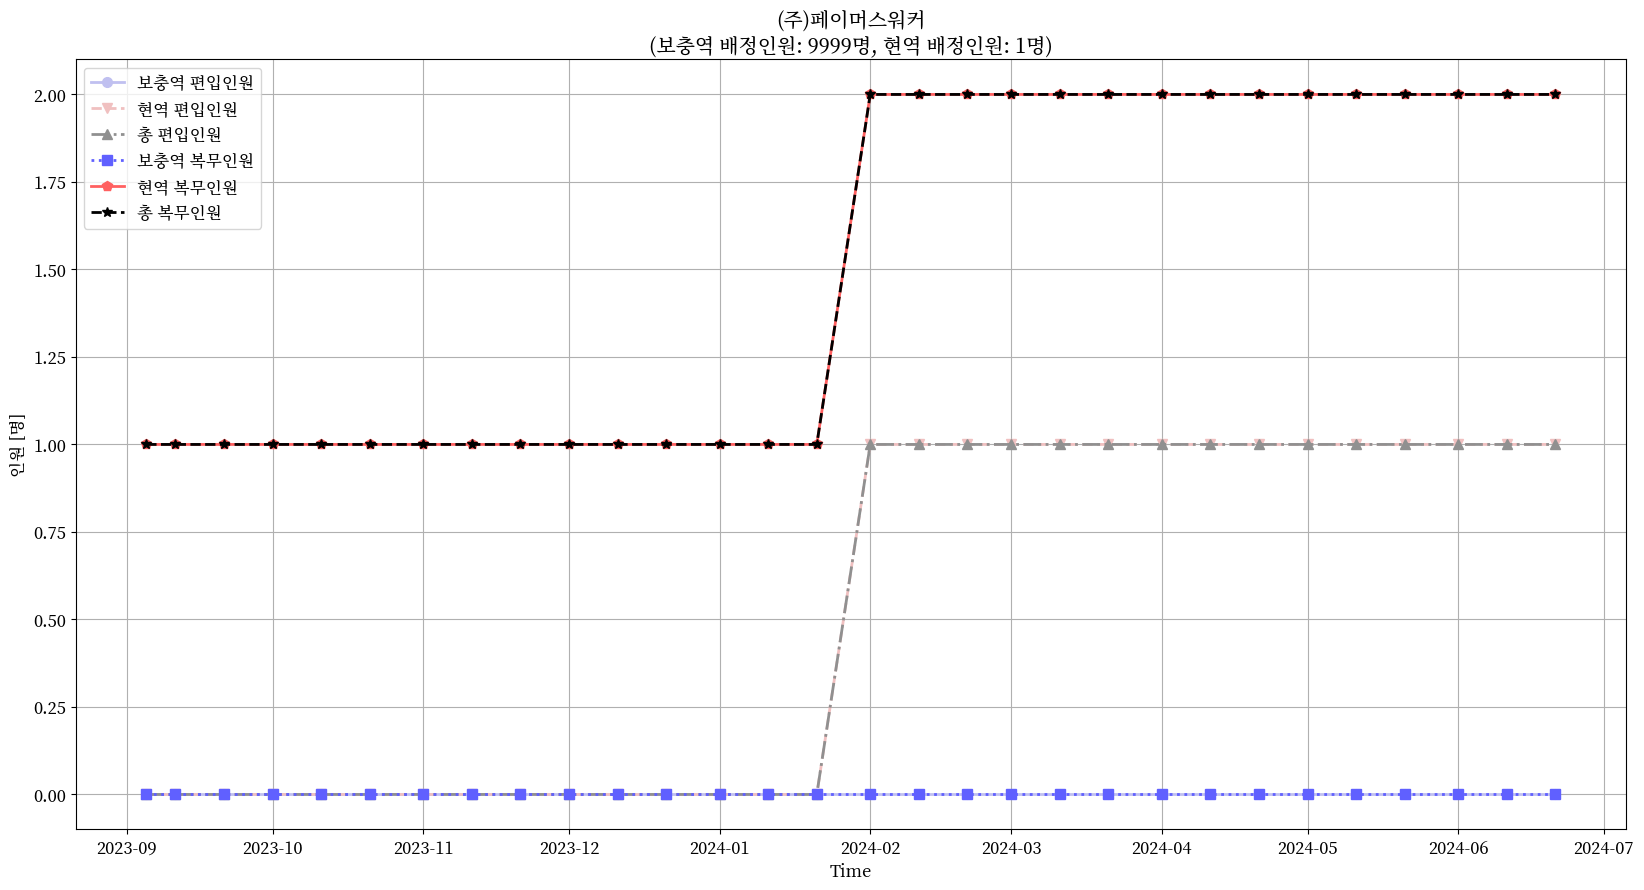 (주)페이머스워커
(보충역 배정인원: 9999명, 현역 배정인원: 1명)
보충역 편입인원
현역 편입인원
총 편입인원
보충역 복무인원
현역 복무인원
총 복무인원
2.00
1.75
1.50
1.25
1.00
0.75
0.50
0.25
0.00
인원 [명]
2023-09 2023-10 2023-11 2023-12 2024-01 2024-02 2024-03 2024-04 2024-05 2024-06 2024-07
Time